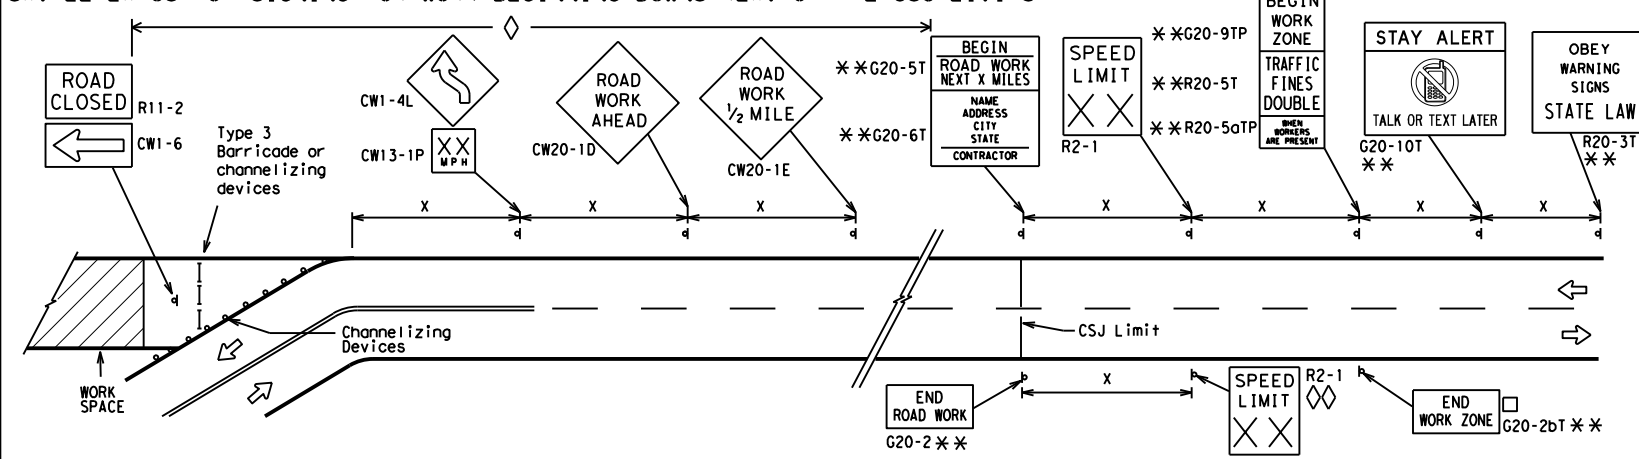 ROAD
CLOSED
R11-2
CW1-6
Type 3
Barricade or
channelizing
devices
CW1-4L
CW13-1P
XX
MPH
ROAD
WORK
AHEAD
CW20-1D
ROAD
WORK
1/2 MILE
CW20-1E
**G20-5T
**G20-6T
BEGIN
ROAD WORK
NEXT X MILES
NAME
ADDRESS
CITY
STATE
CONTRACTOR
SPEED
LIMIT
XX
R2-1
**G20-9TP
**R20-5T
**R20-5aTP
BEGIN
WORK
ZONE
TRAFFIC
FINES
DOUBLE
WHEN
WORKERS
ARE PRESENT
STAY ALERT
TALK OR TEXT LATER
G20-10T
**
OBEY
WARNING
SIGNS
STATE LAW
R20-3T
**
X X X X X X X
Channelizing
Devices
CSJ Limit
WORK
SPACE
END
ROAD WORK
G20-2**
X
SPEED
LIMIT
XX
R2-1
END
WORK ZONE
G20-2bT**